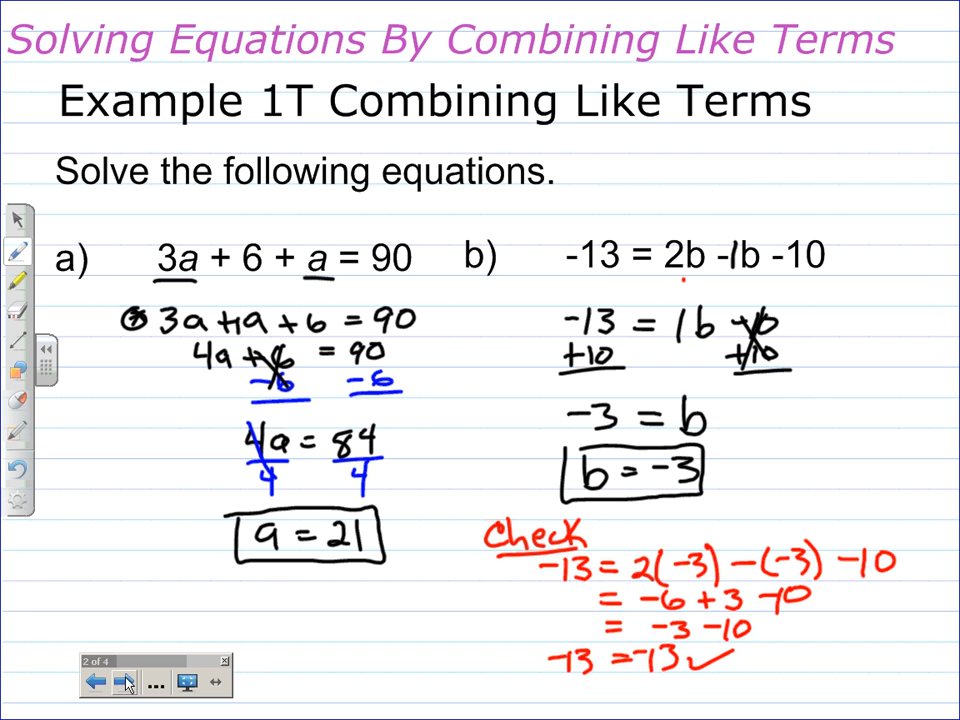 Solving Equations By Combining Like Terms
Example 1T Combining Like Terms
Solve the following equations.
a) 3a + 6 + a = 90
3a + 1a + 6 = 90
4a + 6 = 90
-6 -6
4a = 84
4 4
a = 21
b) -13 = 2b -1b -10
-13 = 1b -10
+10 +10
-3 = b
b = -3
Check
-13 = 2(-3) -(-3) -10
= -6 + 3 -10
= -3 -10
-13 = -13 ✓
2 of 4
...